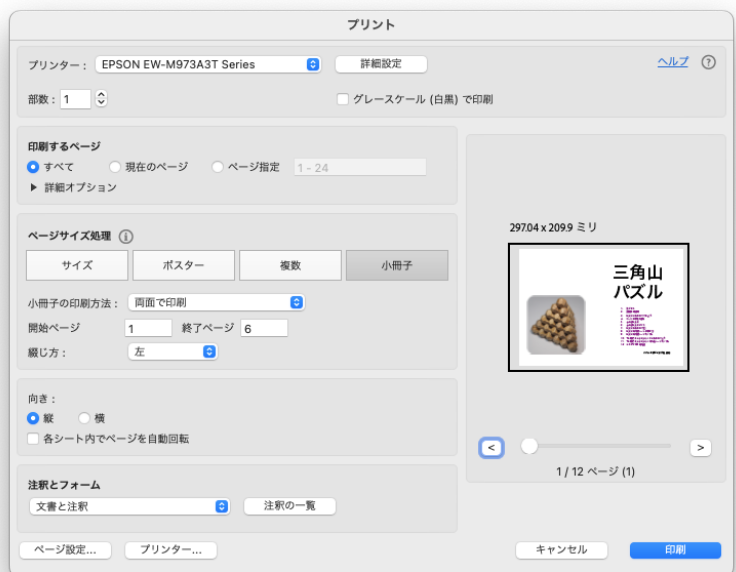 プリント
プリンター： EPSON EW-M973A3T Series 詳細設定 ヘルプ ?
部数： 1 グレースケール (白黒) で印刷
印刷するページ
すべて 現在のページ ページ指定 1 - 24
詳細オプション
ページサイズ処理
サイズ ポスター 複数 小冊子
小冊子の印刷方法： 両面で印刷
開始ページ 1 終了ページ 6
綴じ方： 左
向き：
縦 横
各シート内でページを自動回転
注釈とフォーム
文書と注釈 注釈の一覧
297.04 x 209.9 ミリ
三角山
パズル
< >
1 / 12 ページ (1)
ページ設定... プリンター... キャンセル 印刷